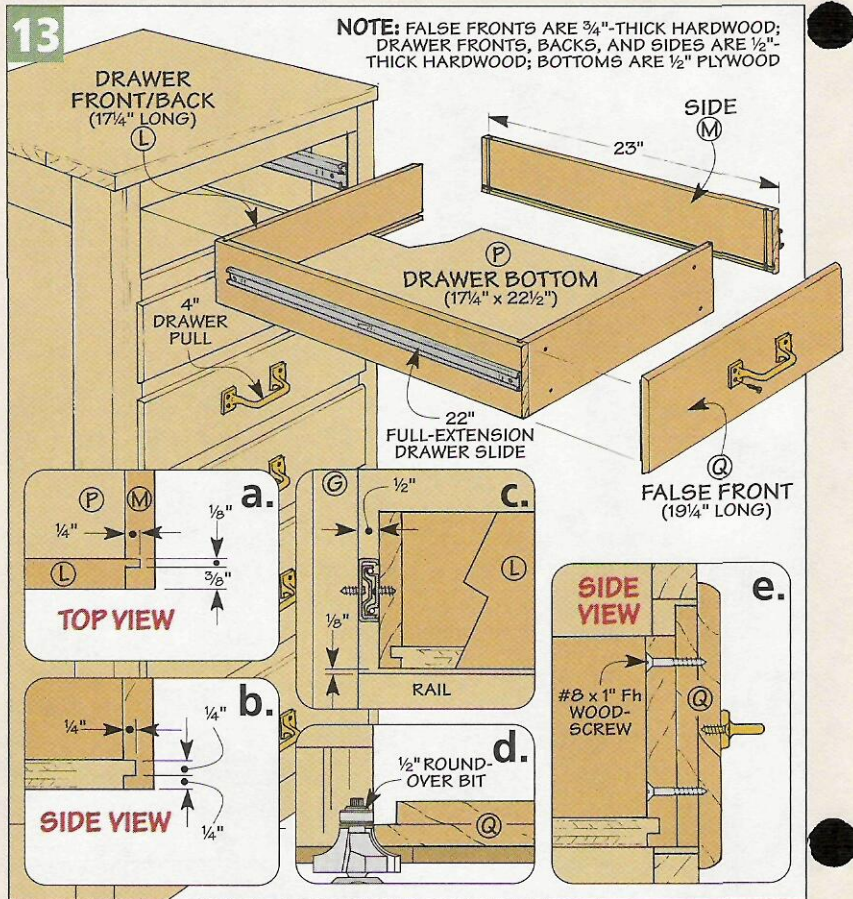 13
NOTE: FALSE FRONTS ARE ¾"-THICK HARDWOOD;
DRAWER FRONTS, BACKS, AND SIDES ARE ½"-
THICK HARDWOOD; BOTTOMS ARE ½" PLYWOOD
DRAWER
FRONT/BACK
(17¼" LONG)
L
SIDE
M
23"
P
DRAWER BOTTOM
(17¼" x 22½")
4"
DRAWER
PULL
22"
FULL-EXTENSION
DRAWER SLIDE
Q
FALSE FRONT
(19¼" LONG)
a.
P
M
¼"
⅛"
L
⅜"
TOP VIEW
b.
¼"
¼"
¼"
SIDE VIEW
c.
G
½"
L
⅛"
RAIL
d.
½" ROUND-
OVER BIT
Q
e.
SIDE
VIEW
#8 x 1" Fh
WOOD-
SCREW
Q